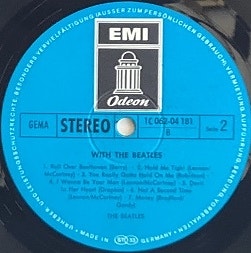 EMI
Odeon
GEMA
STEREO
1C 062-04 181
B
Seite 2
WITH THE BEATLES
1. Roll Over Beethoven (Berry) · 2. Hold Me Tight (Lennon-
McCartney) · 3. You Really Gotta Hold On Me (Robinson)
4. I Wanna Be Your Man (Lennon-McCartney) · 5. Devil
In Her Heart (Drapkin) · 6. Not A Second Time
(Lennon-McCartney) · 7. Money (Bradford-
Gordy)
THE BEATLES
MADE IN GERMANY